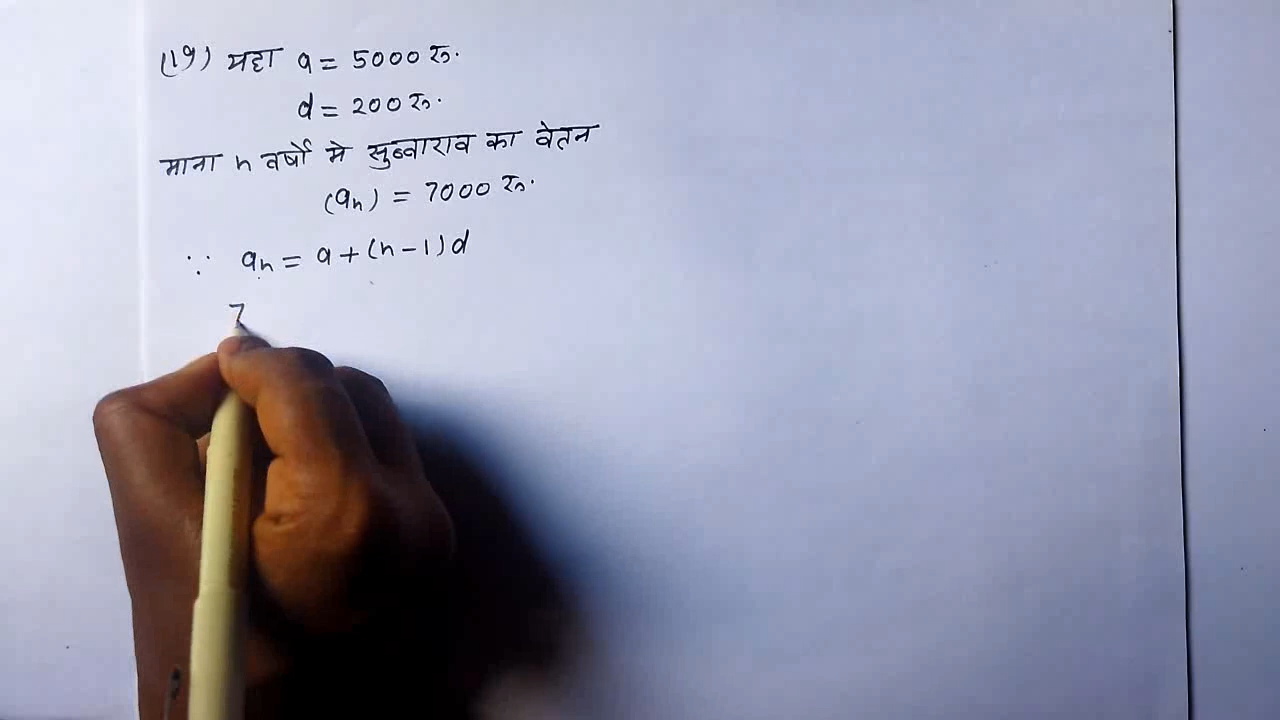 (19) यहा a = 5000 रु.
d = 200 रु.
माना n वर्षो मे सुब्बाराव का वेतन
(an) = 7000 रु.
∵ an = a + (n - 1) d
7